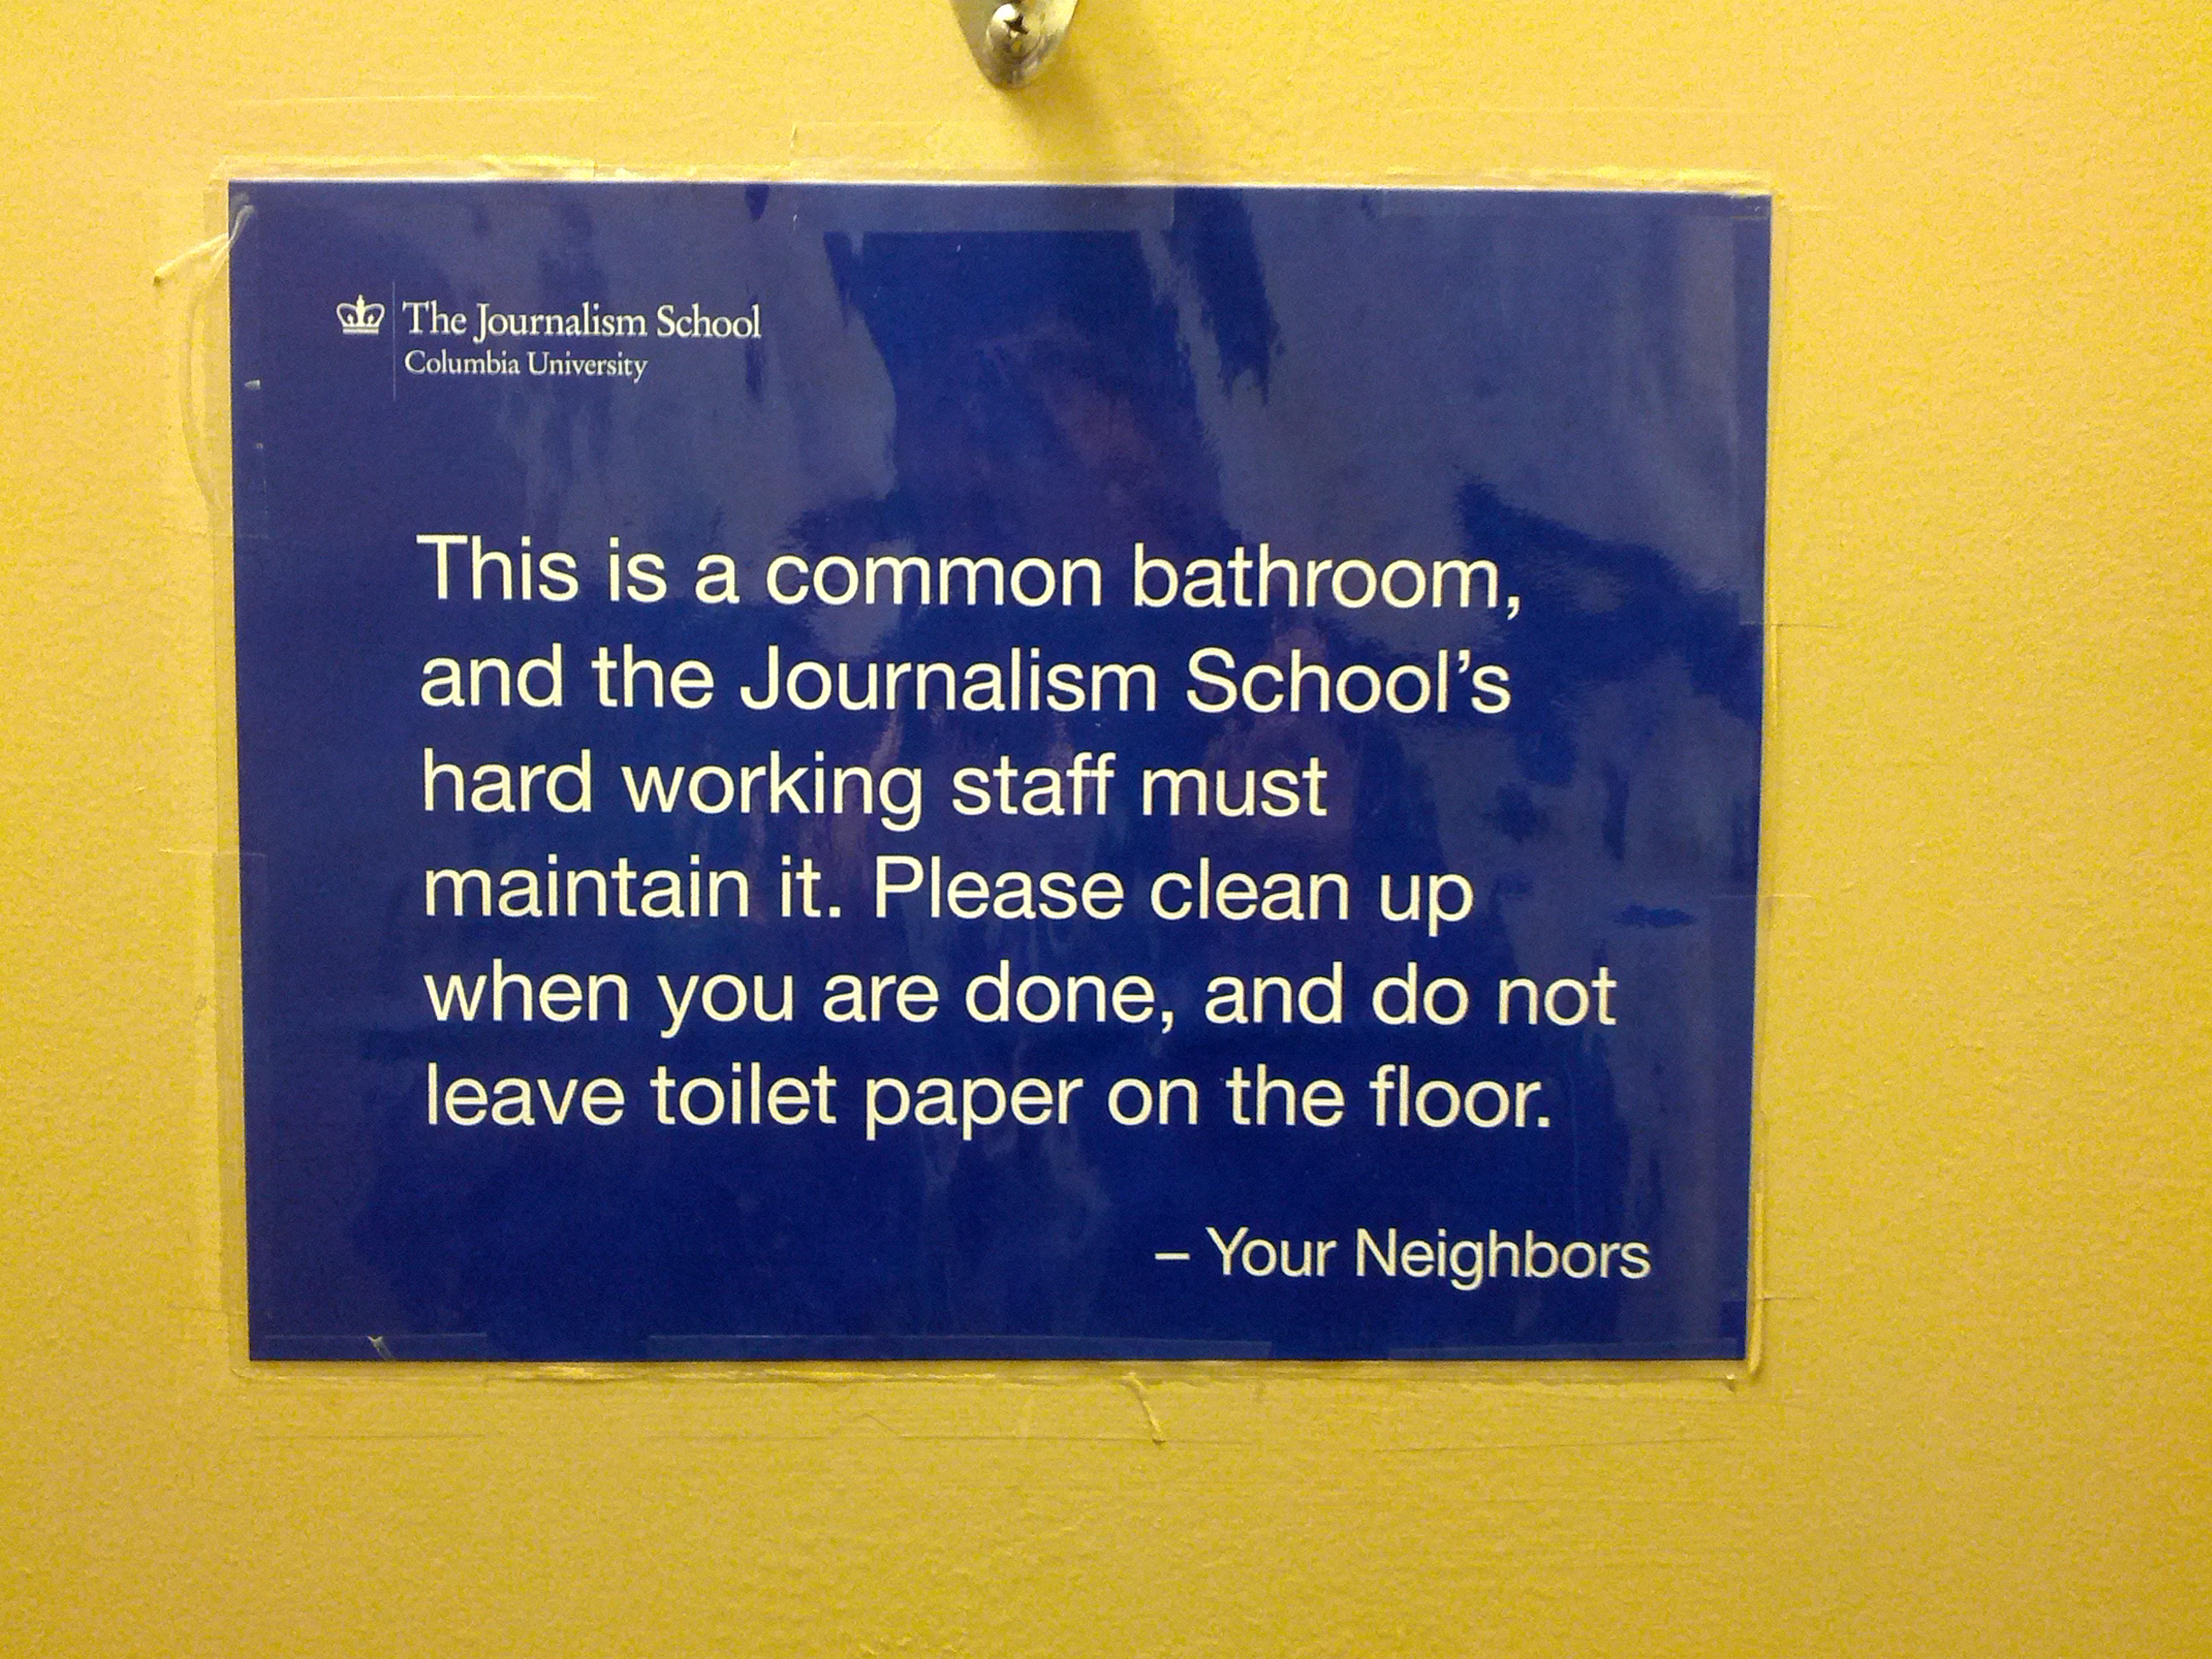 The Journalism School
Columbia University
This is a common bathroom,
and the Journalism School’s
hard working staff must
maintain it. Please clean up
when you are done, and do not
leave toilet paper on the floor.
– Your Neighbors